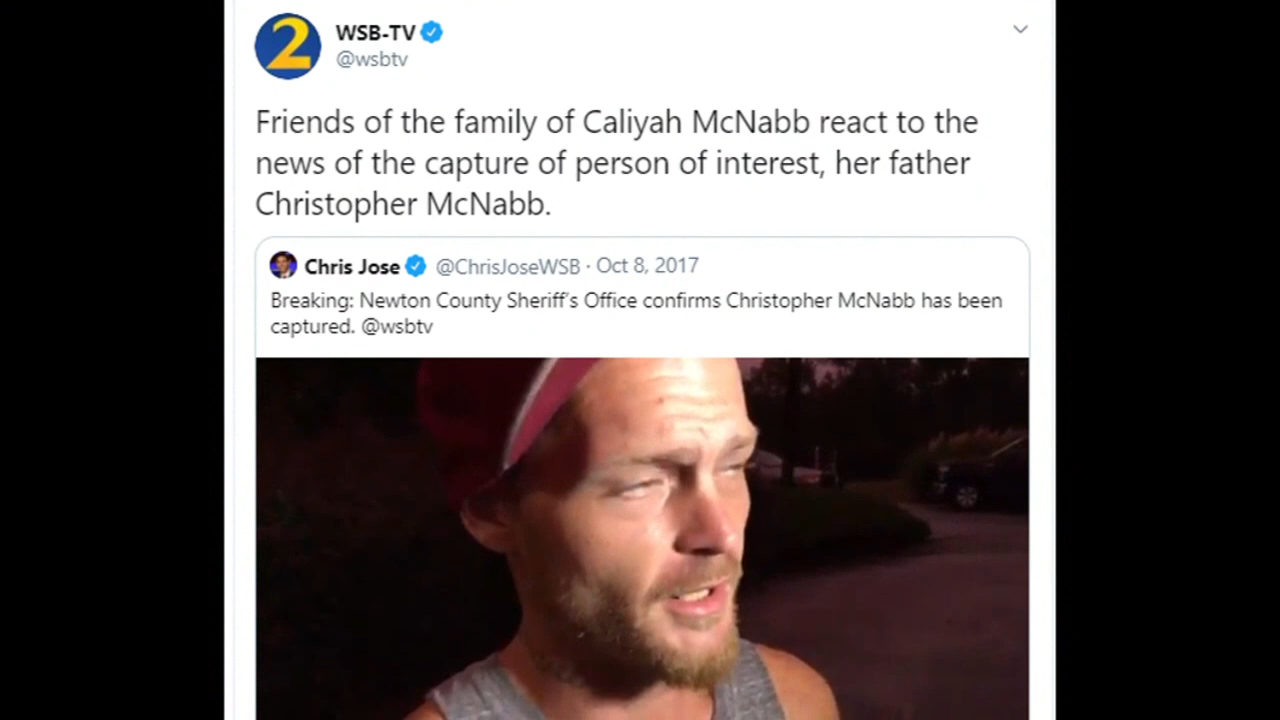 2
WSB-TV
@wsbtv
Friends of the family of Caliyah McNabb react to the
news of the capture of person of interest, her father
Christopher McNabb.
Chris Jose @ChrisJoseWSB · Oct 8, 2017
Breaking: Newton County Sheriff's Office confirms Christopher McNabb has been
captured. @wsbtv